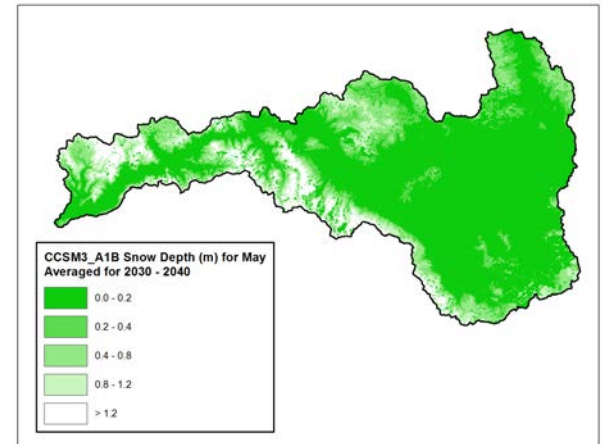 CCSM3_A1B Snow Depth (m) for May
Averaged for 2030 - 2040
0.0 - 0.2
0.2 - 0.4
0.4 - 0.8
0.8 - 1.2
> 1.2